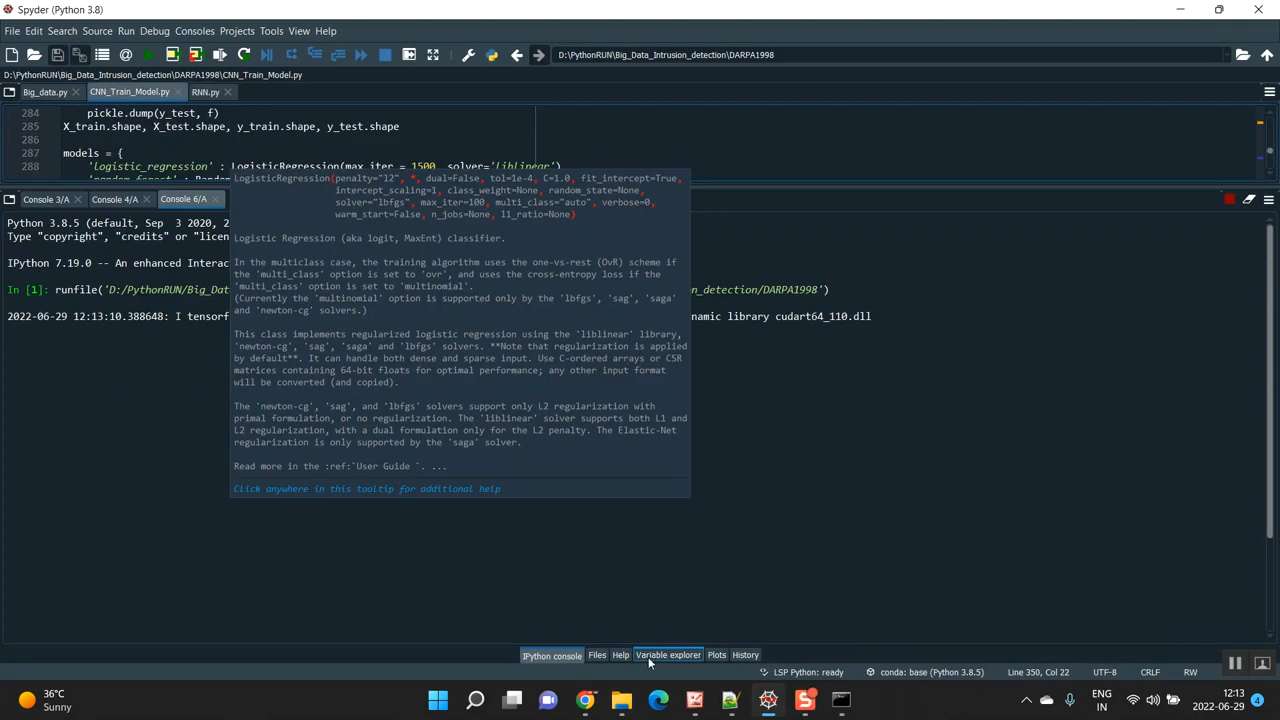 Spyder (Python 3.8)
File Edit Search Source Run Debug Consoles Projects Tools View Help
D:\PythonRUN\Big_Data_Intrusion_detection\DARPA1998
D:\PythonRUN\Big_Data_Intrusion_detection\DARPA1998\CNN_Train_Model.py
Big_data.py CNN_Train_Model.py RNN.py
284 pickle.dump(y_test, f)
285 X_train.shape, X_test.shape, y_train.shape, y_test.shape
286
287 models = {
288 'logistic_regression' : LogisticRegression(max_iter = 1500, solver='liblinear')
Console 3/A Console 4/A Console 6/A
LogisticRegression(penalty="l2", *, dual=False, tol=1e-4, C=1.0, fit_intercept=True,
intercept_scaling=1, class_weight=None, random_state=None,
solver="lbfgs", max_iter=100, multi_class="auto", verbose=0,
warm_start=False, n_jobs=None, l1_ratio=None)
Logistic Regression (aka logit, MaxEnt) classifier.
In the multiclass case, the training algorithm uses the one-vs-rest (OvR) scheme if
the 'multi_class' option is set to 'ovr', and uses the cross-entropy loss if the
'multi_class' option is set to 'multinomial'.
(Currently the 'multinomial' option is supported only by the 'lbfgs', 'sag', 'saga'
and 'newton-cg' solvers.)
This class implements regularized logistic regression using the 'liblinear' library,
'newton-cg', 'sag', 'saga' and 'lbfgs' solvers. **Note that regularization is applied
by default**. It can handle both dense and sparse input. Use C-ordered arrays or CSR
matrices containing 64-bit floats for optimal performance; any other input format
will be converted (and copied).
The 'newton-cg', 'sag', and 'lbfgs' solvers support only L2 regularization with
primal formulation, or no regularization. The 'liblinear' solver supports both L1 and
L2 regularization, with a dual formulation only for the L2 penalty. The Elastic-Net
regularization is only supported by the 'saga' solver.
Read more in the :ref:`User Guide `. ...
Click anywhere in this tooltip for additional help
Python 3.8.5 (default, Sep 3 2020,
Type "copyright", "credits" or "licen
IPython 7.19.0 -- An enhanced Interac
In [1]: runfile('D:/PythonRUN/Big_Dat n_detection/DARPA1998')
2022-06-29 12:13:10.388648: I tensorf namic library cudart64_110.dll
IPython console Files Help Variable explorer Plots History
LSP Python: ready conda: base (Python 3.8.5) Line 350, Col 22 UTF-8 CRLF RW
36°C
Sunny
ENG
IN
12:13
2022-06-29
4